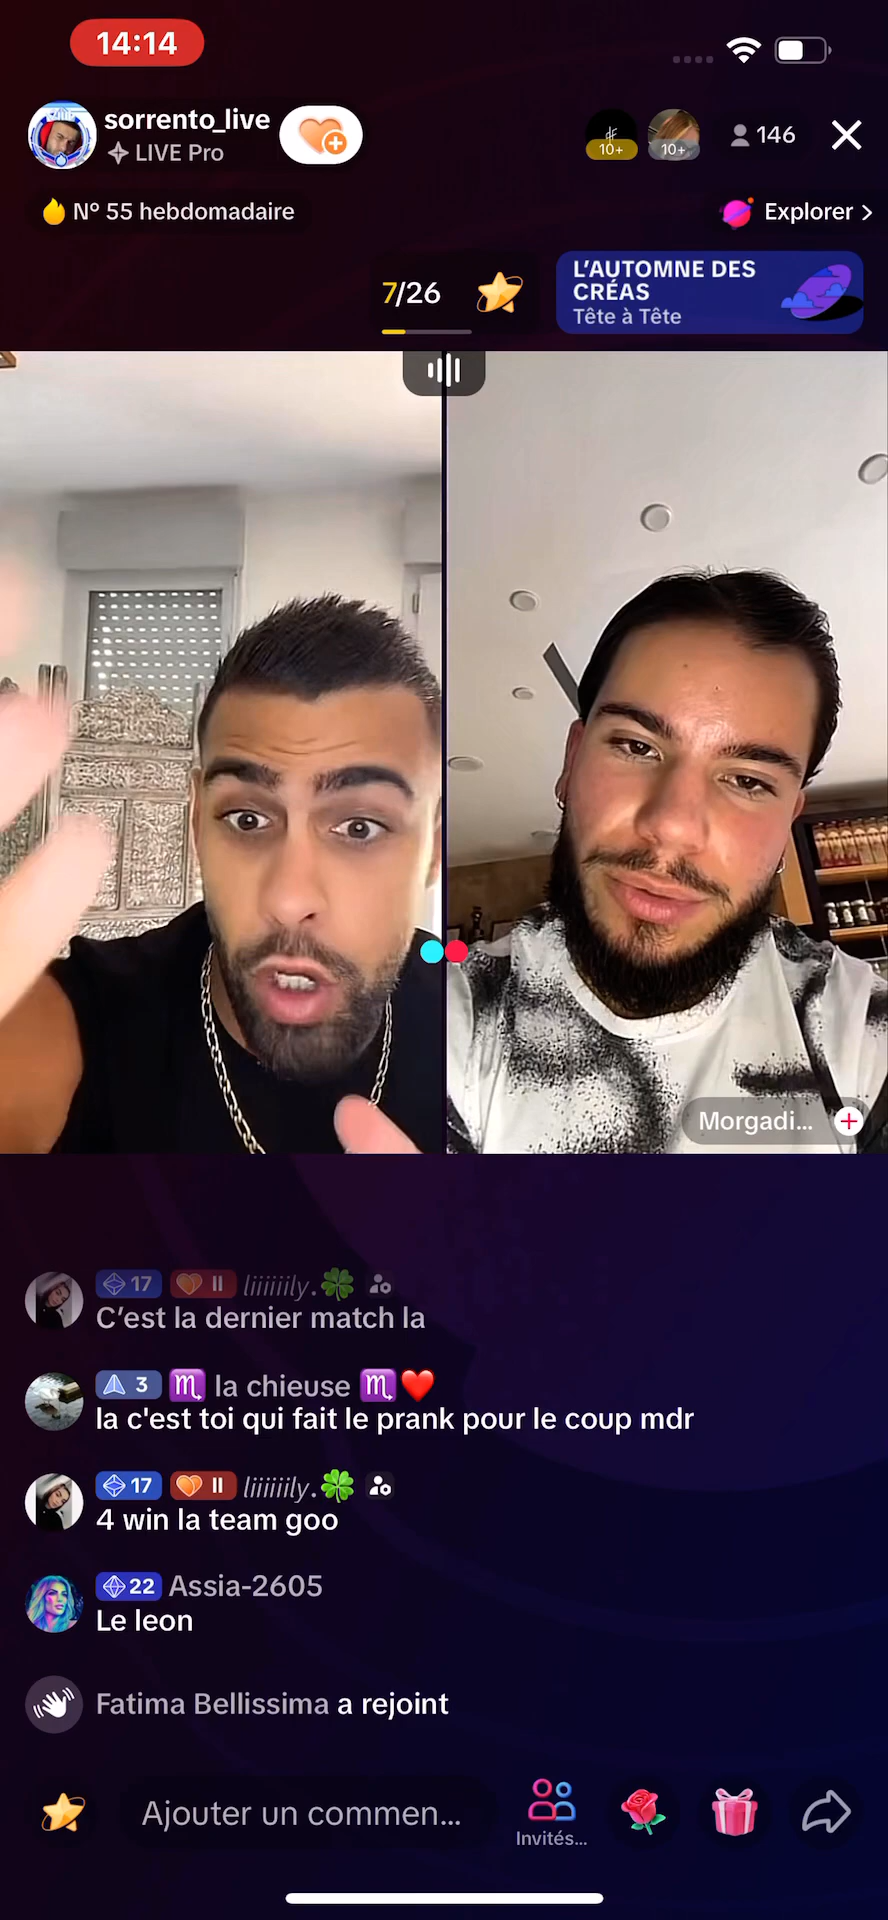 14:14
sorrento_live
LIVE Pro
10+
10+
146
N° 55 hebdomadaire
Explorer
7/26
L'AUTOMNE DES
CRÉAS
Tête à Tête
Morgadi...
17 II liiiiiily.🍀
C'est la dernier match la
3 ♏ la chieuse ♏❤️
la c'est toi qui fait le prank pour le coup mdr
17 II liiiiiily.🍀
4 win la team goo
22 Assia-2605
Le leon
Fatima Bellissima a rejoint
Ajouter un commen...
Invités...